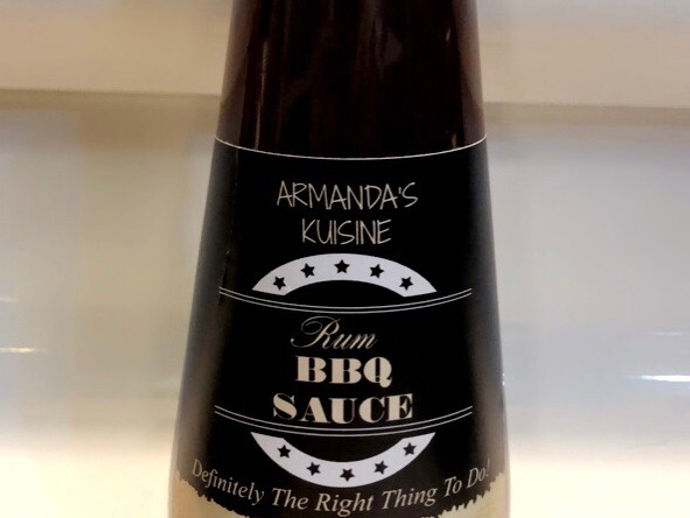 ARMANDA'S
KUISINE
Rum
BBQ
SAUCE
Definitely The Right Thing To Do!